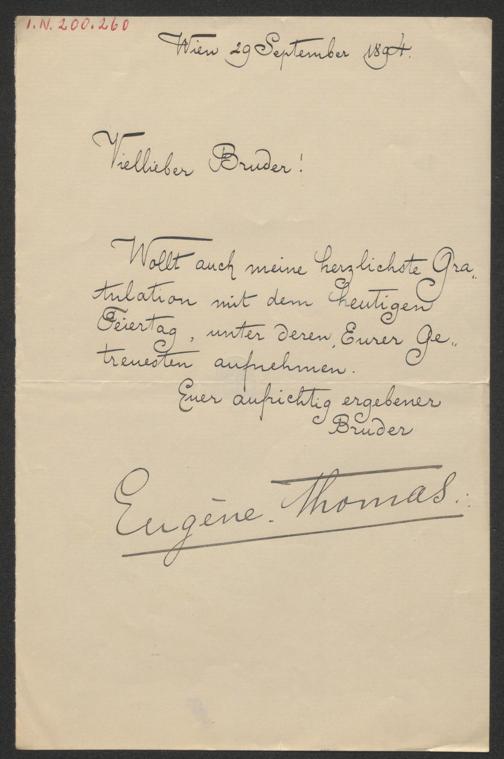 I.N. 200.260
Wien 29 September 1894.
Viellieber Bruder!
Wollt auch meine herzlichste Gra„
tulation mit dem heutigen
Feiertag, unter deren, Eurer Ge„
treuesten aufnehmen.
Euer aufrichtig ergebener
Bruder
Eugène. Thomas.